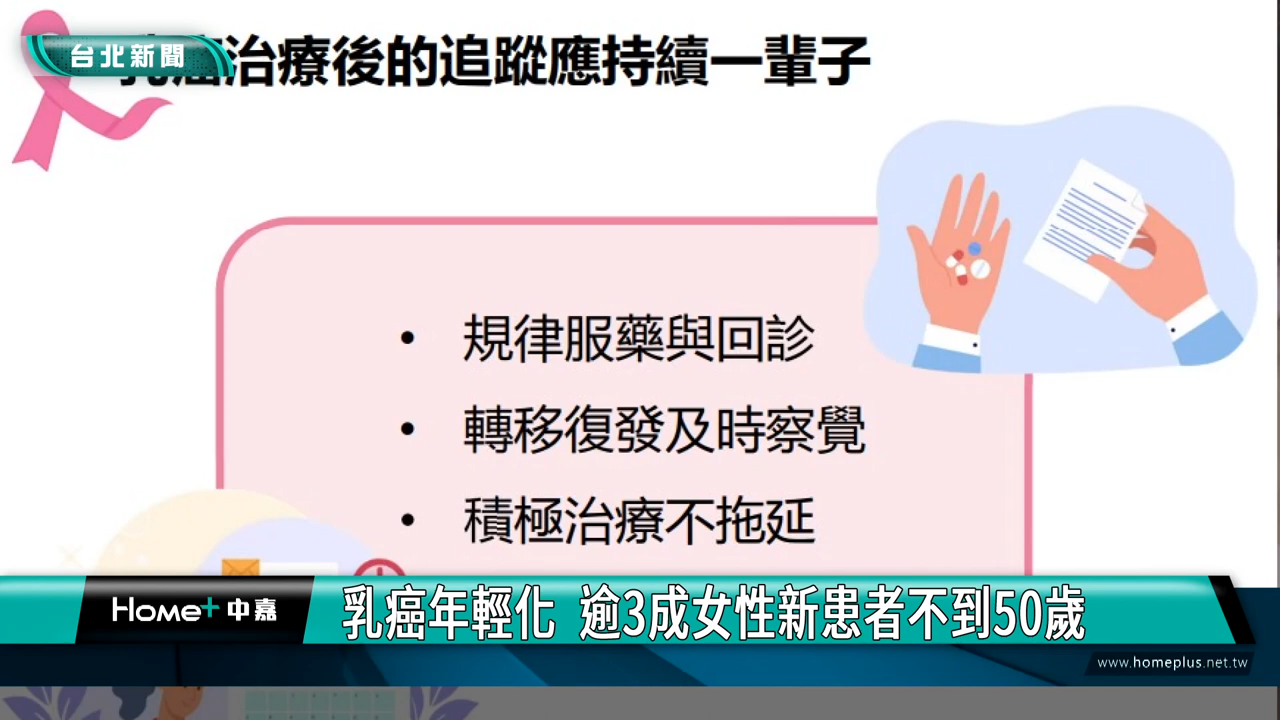 台北新聞
乳癌治療後的追蹤應持續一輩子
• 規律服藥與回診
• 轉移復發及時察覺
• 積極治療不拖延
Home+中嘉
乳癌年輕化 逾3成女性新患者不到50歲
www.homeplus.net.tw